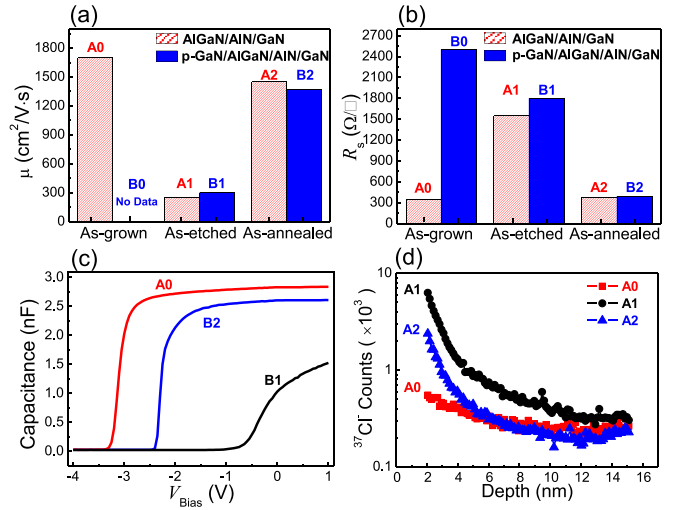 (a)
AlGaN/AlN/GaN
p-GaN/AlGaN/AlN/GaN
A0
B0
No Data
A1
B1
A2
B2
1800
1500
1200
900
600
300
0
μ (cm²/V·s)
As-grown
As-etched
As-annealed
(b)
AlGaN/AlN/GaN
p-GaN/AlGaN/AlN/GaN
A0
B0
A1
B1
A2
B2
2700
2400
2100
1800
1500
1200
900
600
300
0
Rs (Ω/□)
As-grown
As-etched
As-annealed
(c)
A0
B2
B1
3.0
2.5
2.0
1.5
1.0
0.5
0.0
Capacitance (nF)
-4
-3
-2
-1
0
1
VBias (V)
(d)
A0
A1
A2
A1
A2
A0
10
1
0.1
³⁷Cl⁻ Counts (×10³)
0
2
4
6
8
10
12
14
16
Depth (nm)